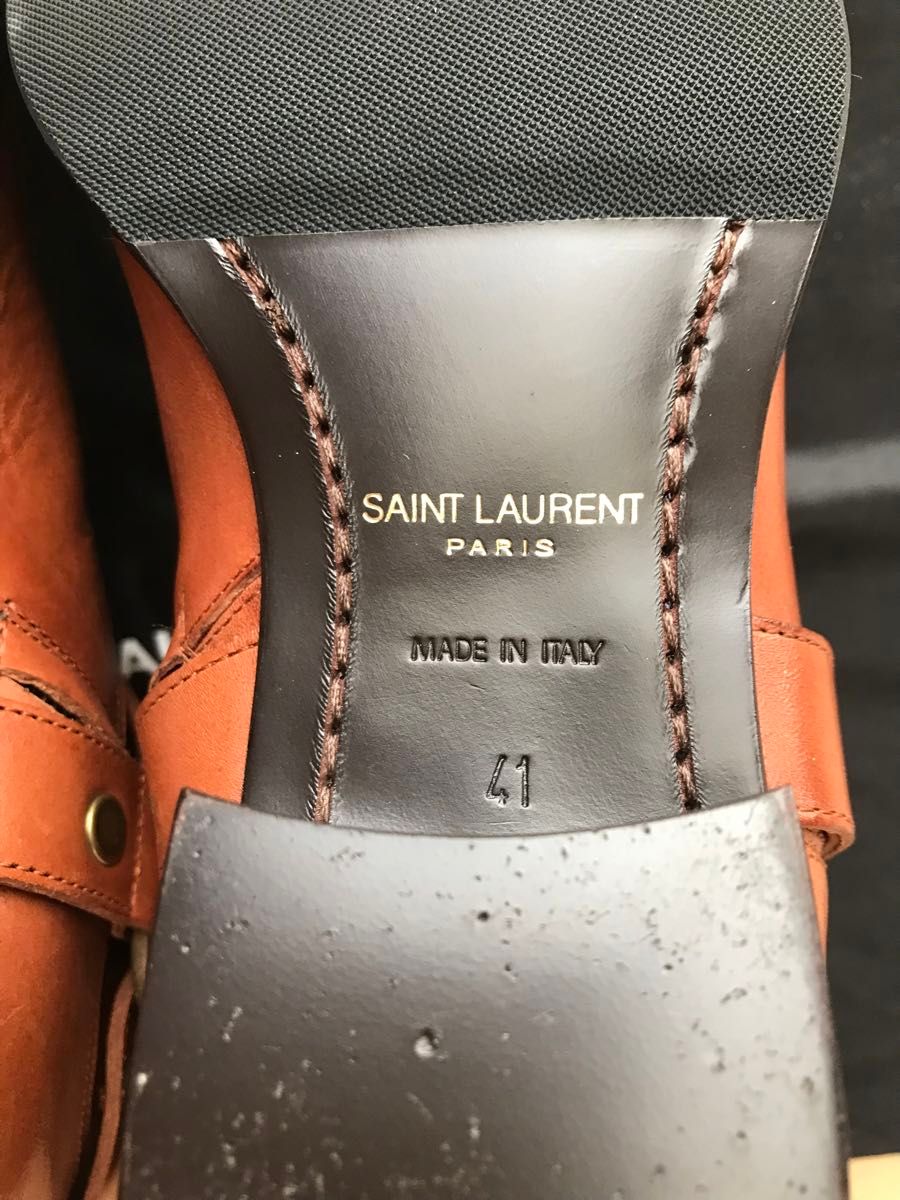 SAINT LAURENT
PARIS
MADE IN ITALY
41